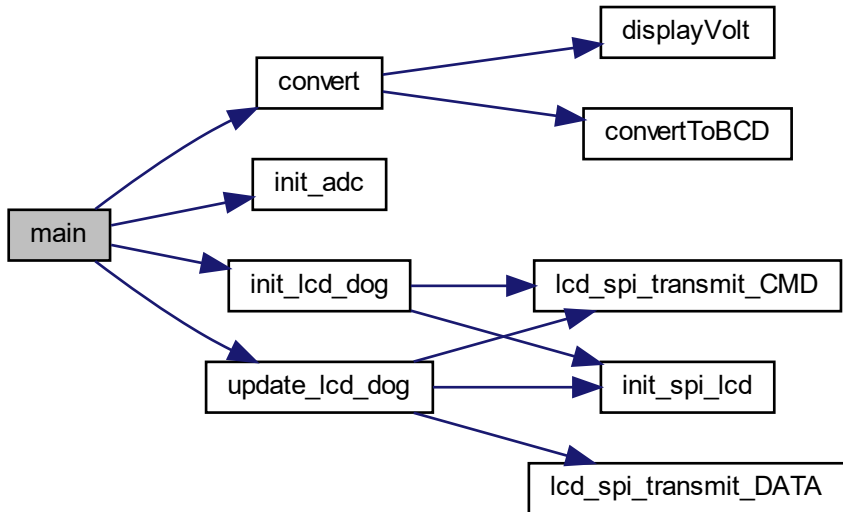 displayVolt
convert
convertToBCD
init_adc
main
init_lcd_dog
lcd_spi_transmit_CMD
update_lcd_dog
init_spi_lcd
lcd_spi_transmit_DATA